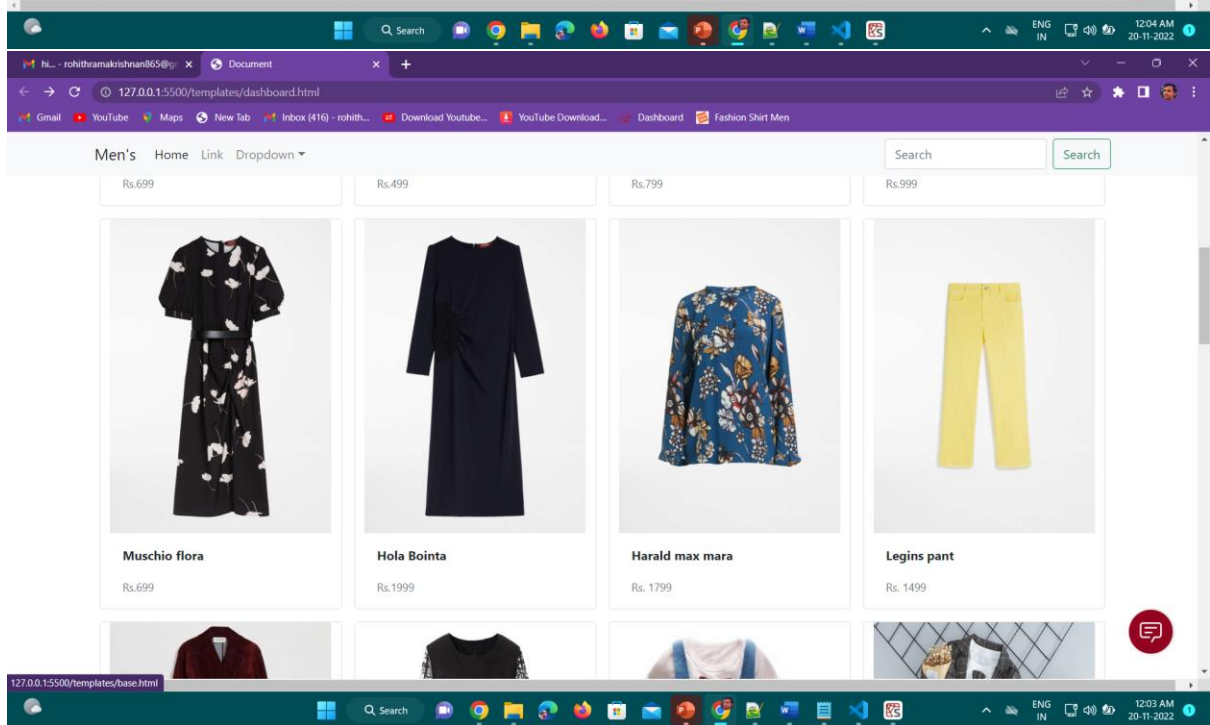 Search
ENG
IN
12:04 AM
20-11-2022
1
hi... - rohithramakrishnan865@g
Document
127.0.0.1:5500/templates/dashboard.html
Gmail YouTube Maps New Tab Inbox (416) - rohith... Download Youtube... YouTube Download... Dashboard Fashion Shirt Men
Men's Home Link Dropdown Search Search
Rs.699 Rs.499 Rs.799 Rs.999
Muschio flora Hola Bointa Harald max mara Legins pant
Rs.699 Rs.1999 Rs. 1799 Rs. 1499
127.0.0.1:5500/templates/base.html
Search
ENG
IN
12:03 AM
20-11-2022
1